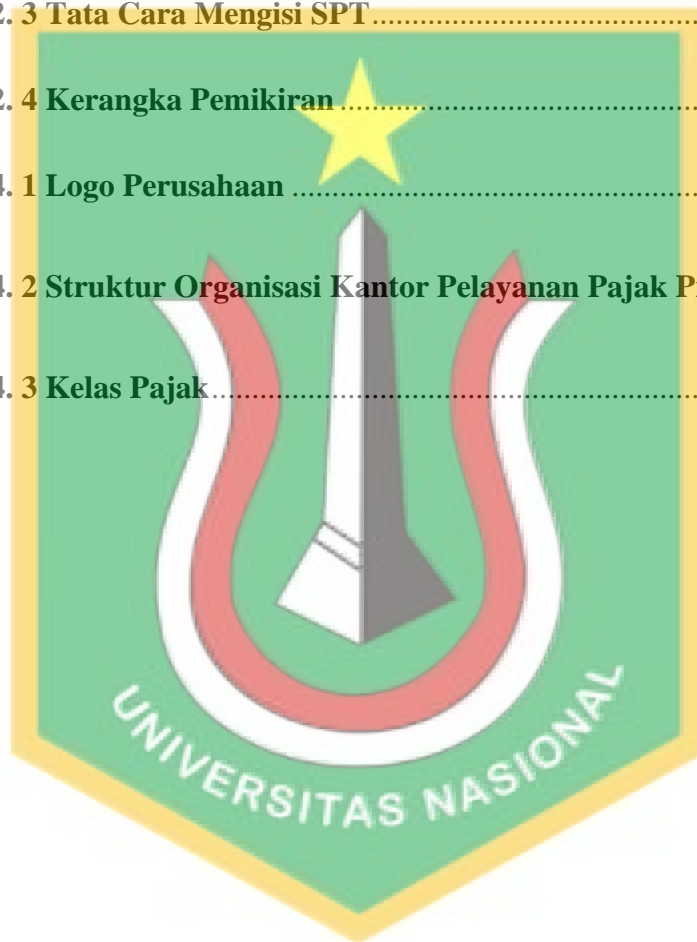 2. 3 Tata Cara Mengisi SPT
2. 4 Kerangka Pemikiran
4. 1 Logo Perusahaan
4. 2 Struktur Organisasi Kantor Pelayanan Pajak
4. 3 Kelas Pajak
UNIVERSITAS NASIONAL